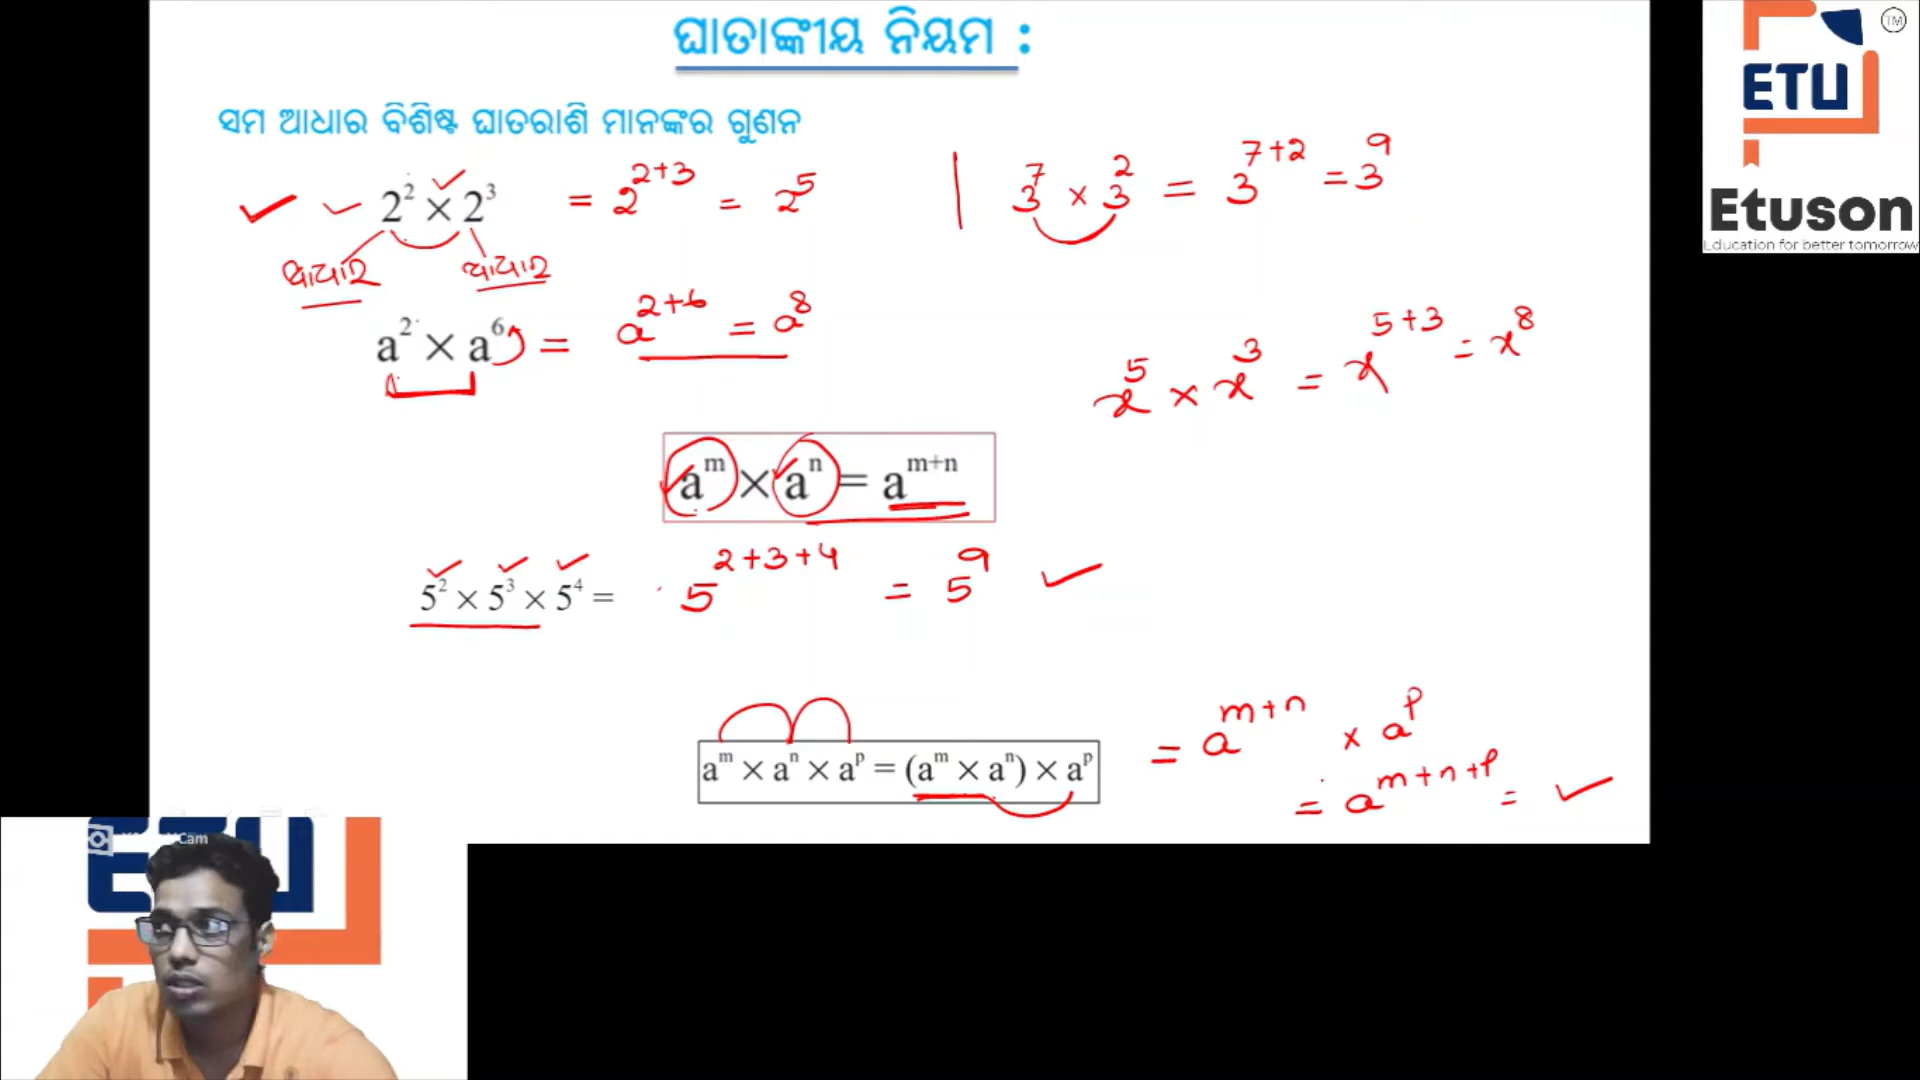 ଘାତାଙ୍କୀୟ ନିୟମ :
ସମ ଆଧାର ବିଶିଷ୍ଟ ଘାତରାଶି ମାନଙ୍କର ଗୁଣନ
2² × 2³ = 2²⁺³ = 2⁵ | 3⁷ × 3² = 3⁷⁺² = 3⁹
ଆଧାର ଆଧାର
a² × a⁶ = a²⁺⁶ = a⁸
x⁵ × x³ = x⁵⁺³ = x⁸
aᵐ × aⁿ = aᵐ⁺ⁿ
5² × 5³ × 5⁴ = 5²⁺³⁺⁴ = 5⁹
aᵐ × aⁿ × aᵖ = (aᵐ × aⁿ) × aᵖ = aᵐ⁺ⁿ × aᵖ
= aᵐ⁺ⁿ⁺ᵖ =
ETU
TM
Etuson
Education for better tomorrow
Cam